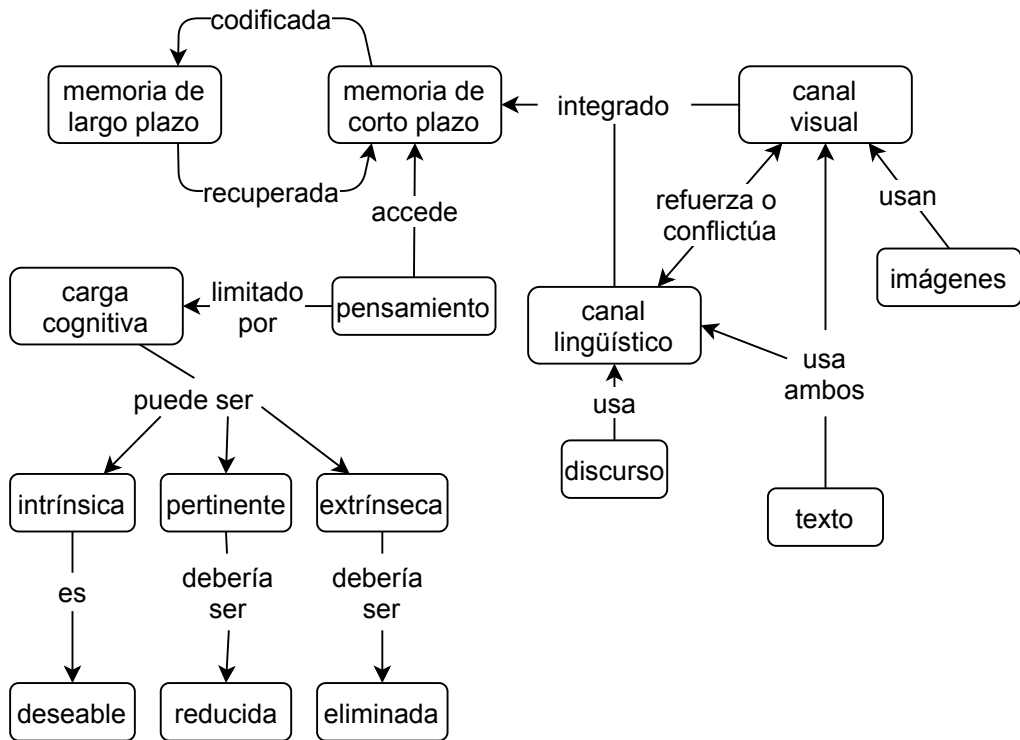 codificada
memoria de
largo plazo
memoria de
corto plazo
integrado
canal
visual
recuperada
accede
refuerza o
conflictúa
usan
imágenes
carga
cognitiva
limitado
por
pensamiento
canal
lingüístico
usa
ambos
puede ser
usa
discurso
texto
intrínsica
pertinente
extrínseca
es
debería
ser
debería
ser
deseable
reducida
eliminada